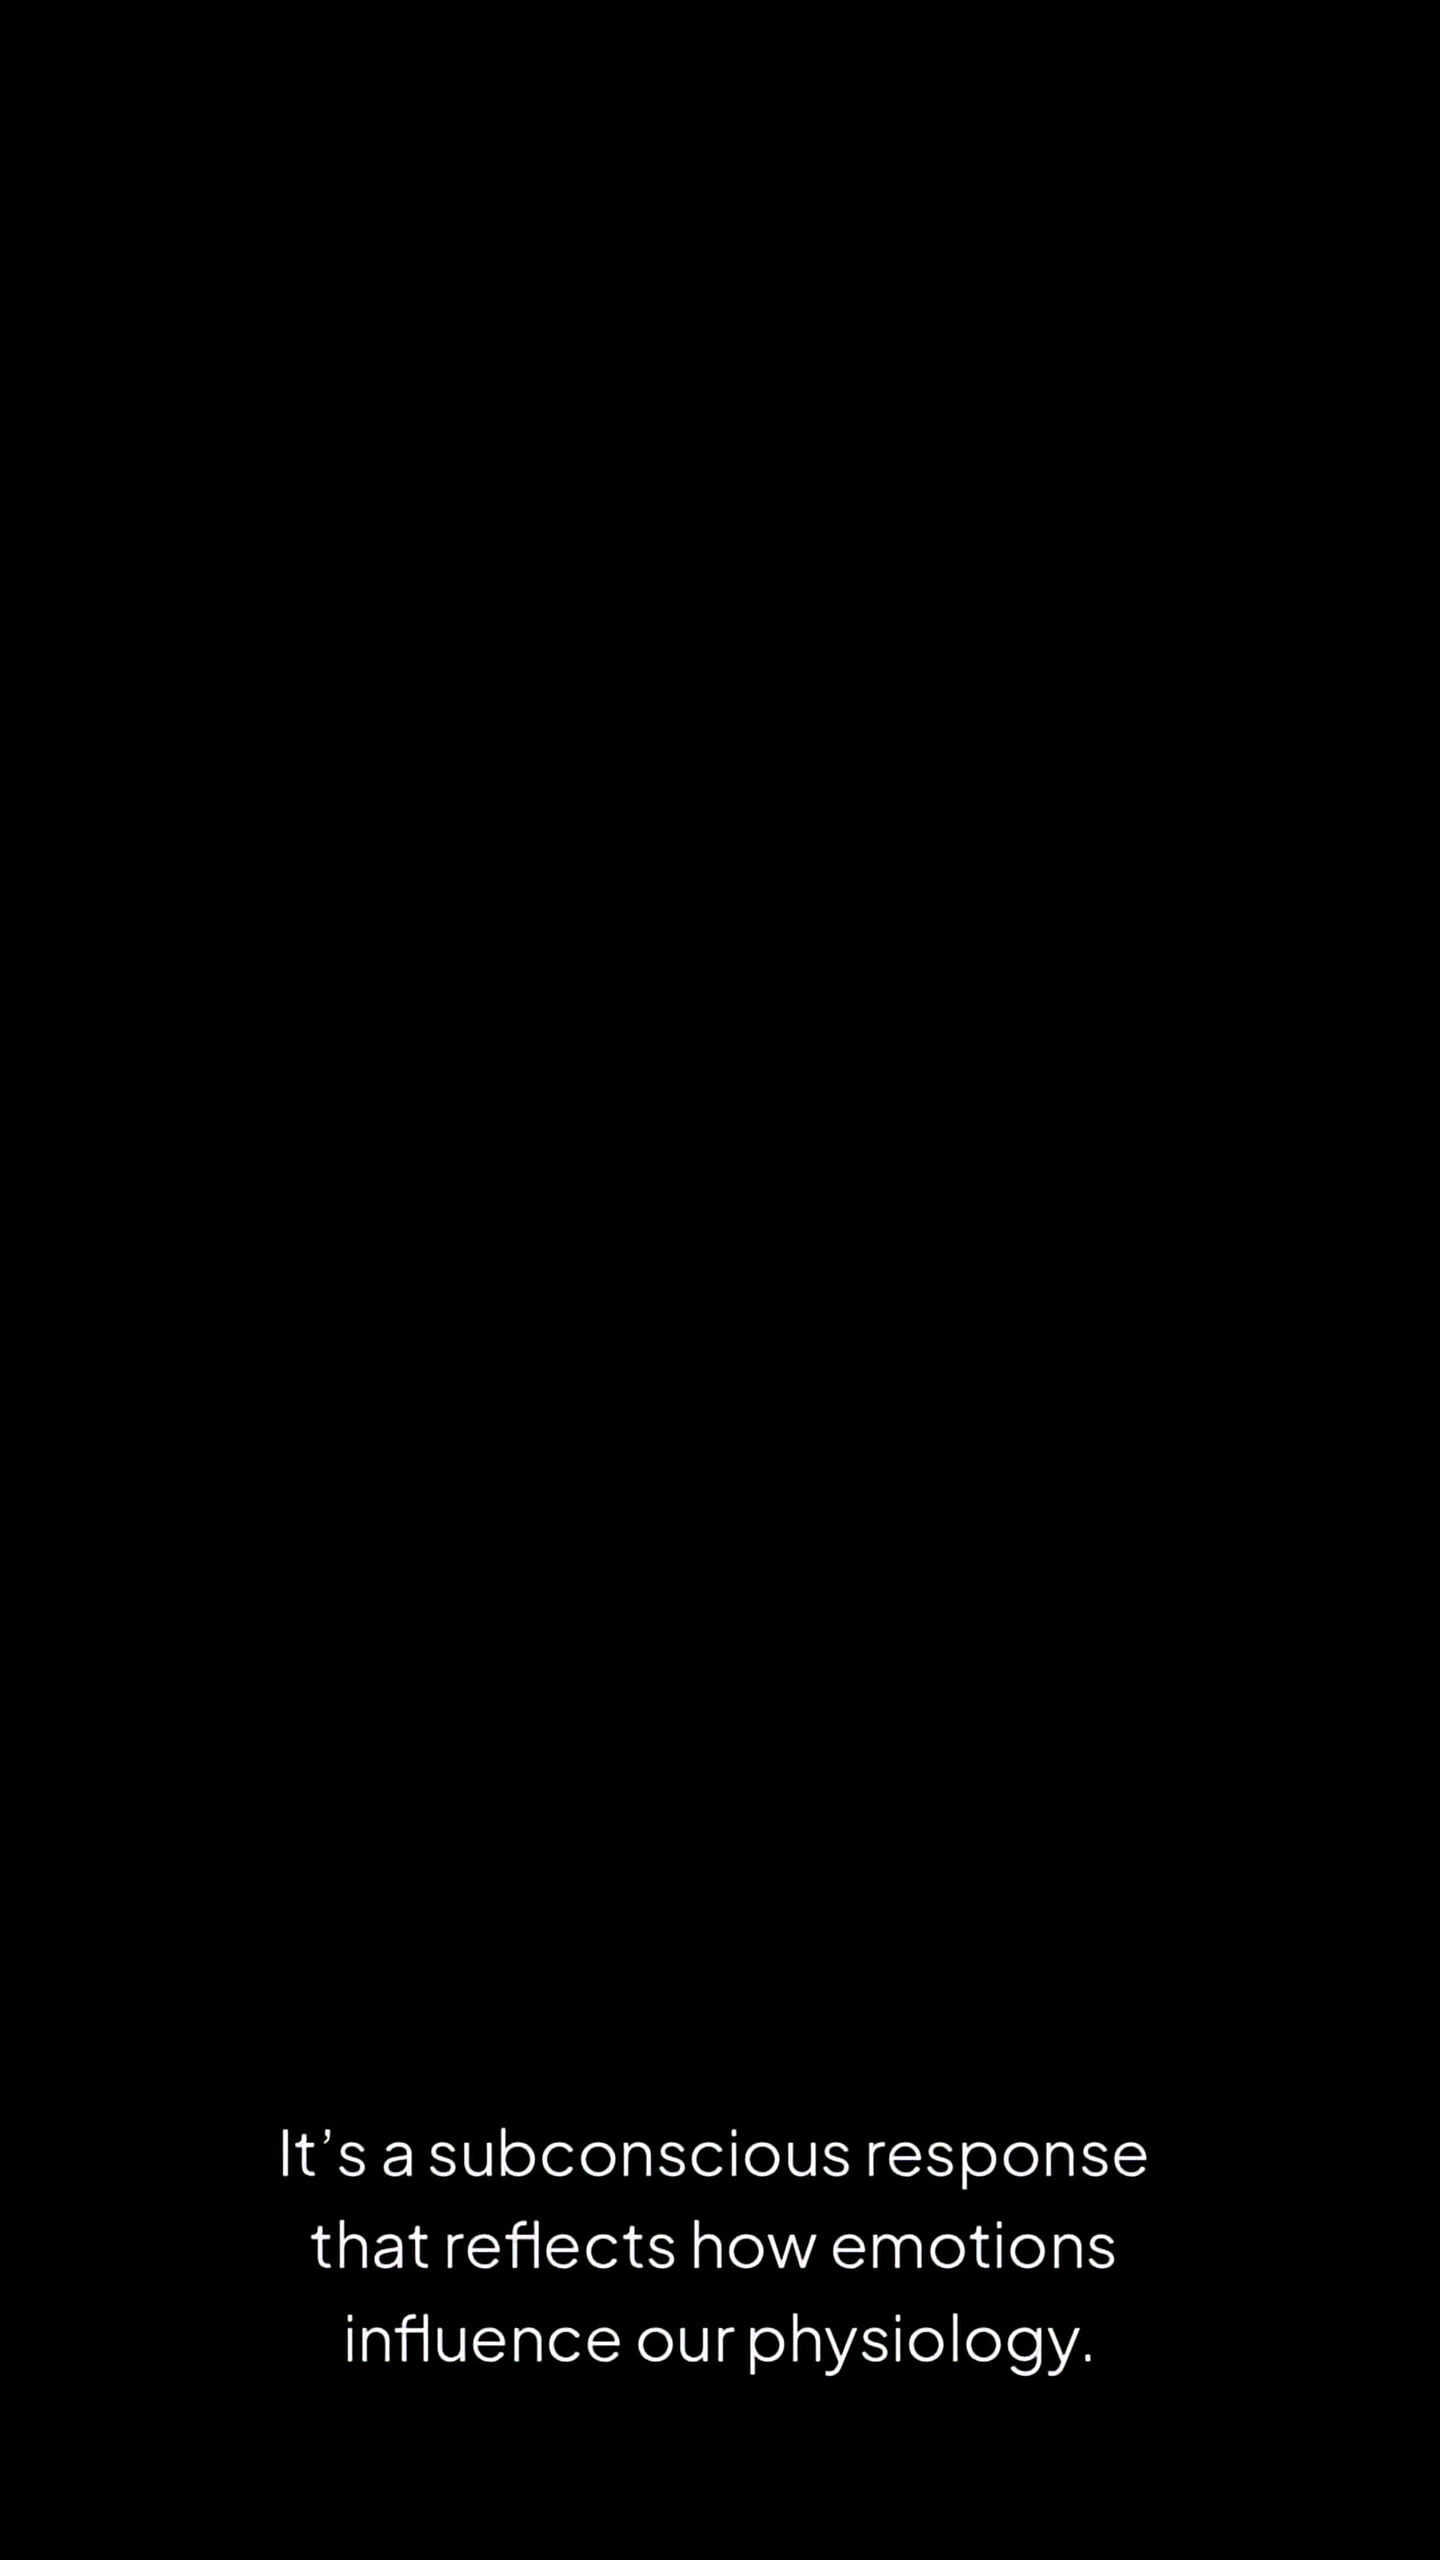 It’s a subconscious response
that reflects how emotions
influence our physiology.